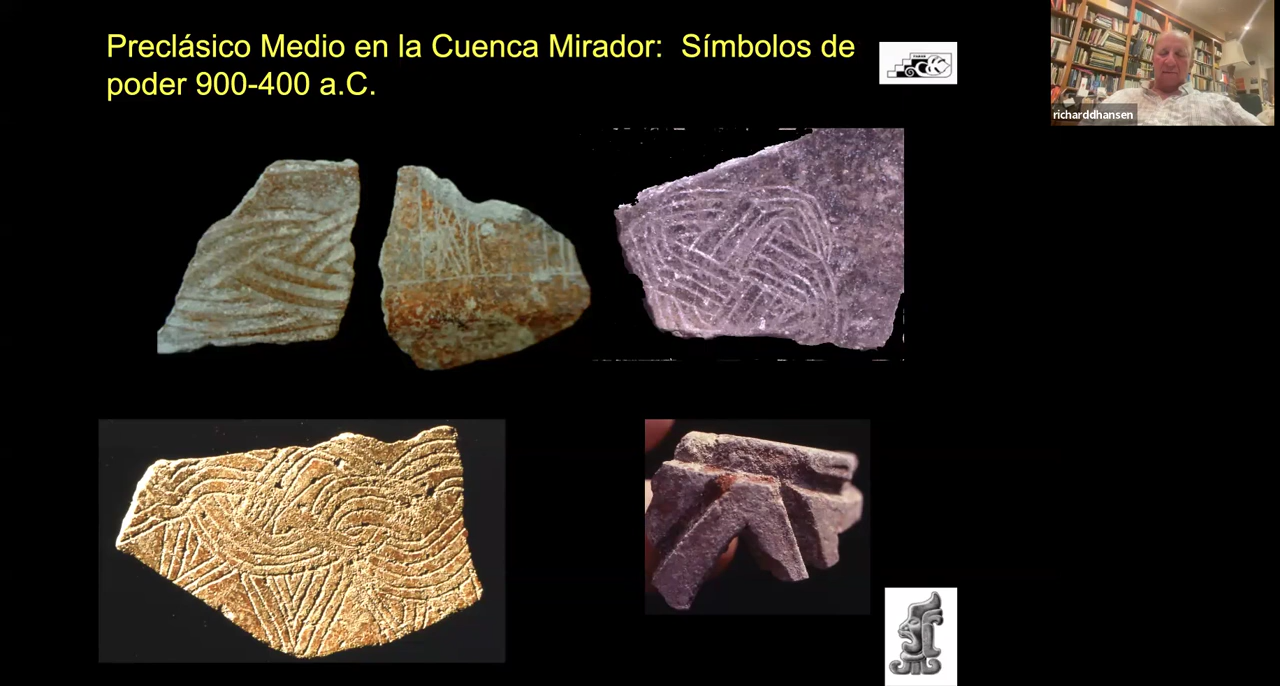 Preclásico Medio en la Cuenca Mirador:  Símbolos de
poder 900-400 a.C.
richarddhansen